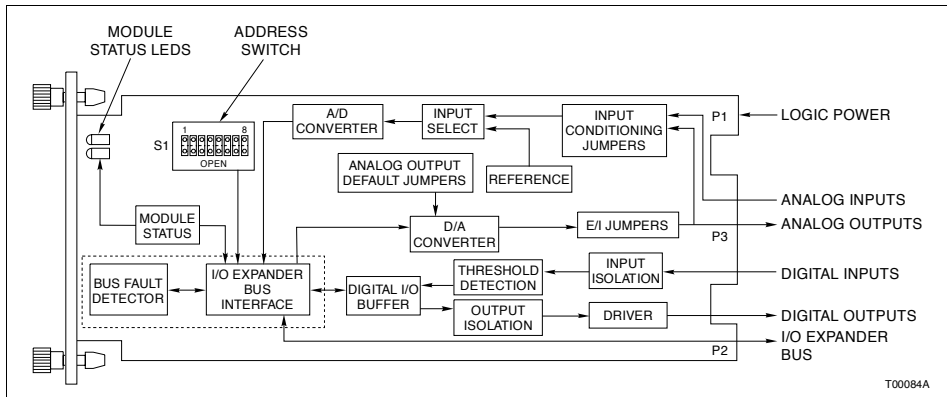 MODULE
STATUS LEDS
ADDRESS
SWITCH
S1
1 8
OPEN
A/D
CONVERTER
INPUT
SELECT
INPUT
CONDITIONING
JUMPERS
P1
LOGIC POWER
ANALOG OUTPUT
DEFAULT JUMPERS
REFERENCE
ANALOG INPUTS
MODULE
STATUS
D/A
CONVERTER
E/I JUMPERS
P3
ANALOG OUTPUTS
BUS FAULT
DETECTOR
I/O EXPANDER
BUS
INTERFACE
DIGITAL I/O
BUFFER
THRESHOLD
DETECTION
INPUT
ISOLATION
DIGITAL INPUTS
OUTPUT
ISOLATION
DRIVER
DIGITAL OUTPUTS
P2
I/O EXPANDER
BUS
T00084A